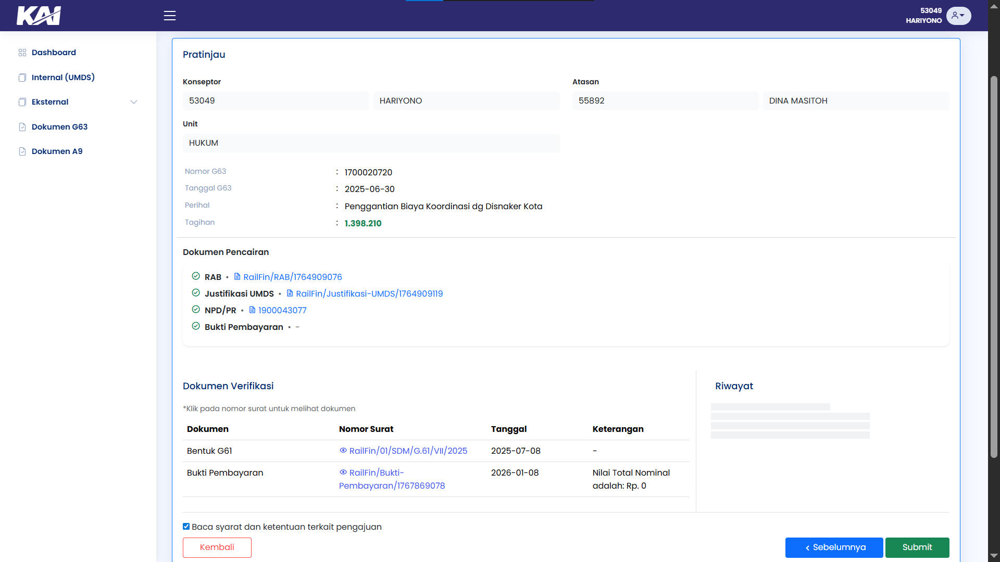 KAI
53049
HARIYONO
Dashboard
Internal (UMDS)
Eksternal
Dokumen G63
Dokumen A9
Pratinjau
Konseptor
Atasan
53049
HARIYONO
55892
DINA MASITOH
Unit
HUKUM
Nomor G63 : 1700020720
Tanggal G63 : 2025-06-30
Perihal : Penggantian Biaya Koordinasi dg Disnaker Kota
Tagihan : 1.398.210
Dokumen Pencairan
RAB • RailFin/RAB/1764909076
Justifikasi UMDS • RailFin/Justifikasi-UMDS/1764909119
NPD/PR • 1900043077
Bukti Pembayaran • -
Dokumen Verifikasi
Riwayat
*Klik pada nomor surat untuk melihat dokumen
Dokumen Nomor Surat Tanggal Keterangan
Bentuk G61 RailFin/01/SDM/G.61/VII/2025 2025-07-08 -
Bukti Pembayaran RailFin/Bukti- 2026-01-08 Nilai Total Nominal
Pembayaran/1767869078 adalah: Rp. 0
Baca syarat dan ketentuan terkait pengajuan
Kembali
Sebelumnya
Submit